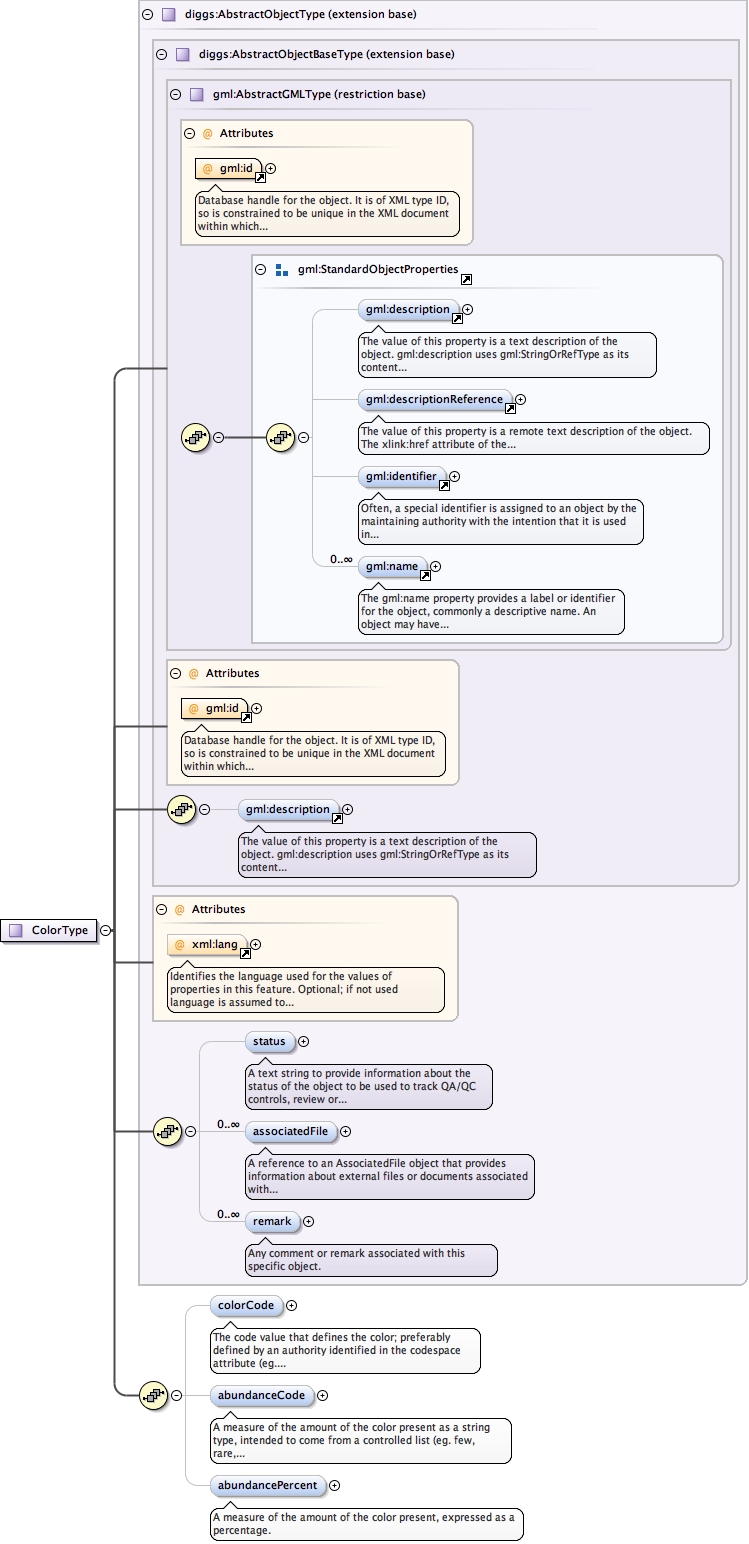 diggs:AbstractObjectType (extension base)
diggs:AbstractObjectBaseType (extension base)
gml:AbstractGMLType (restriction base)
@ Attributes
@ gml:id
Database handle for the object. It is of XML type ID,
so is constrained to be unique in the XML document
within which...
gml:StandardObjectProperties
gml:description
The value of this property is a text description of the
object. gml:description uses gml:StringOrRefType as its
content...
gml:descriptionReference
The value of this property is a remote text description of the object.
The xlink:href attribute of the...
gml:identifier
Often, a special identifier is assigned to an object by the
maintaining authority with the intention that it is used
in...
0..∞
gml:name
The gml:name property provides a label or identifier
for the object, commonly a descriptive name. An
object may have...
@ Attributes
@ gml:id
Database handle for the object. It is of XML type ID,
so is constrained to be unique in the XML document
within which...
gml:description
The value of this property is a text description of the
object. gml:description uses gml:StringOrRefType as its
content...
ColorType
@ Attributes
@ xml:lang
Identifies the language used for the values of
properties in this feature. Optional; if not used
language is assumed to...
status
A text string to provide information about the
status of the object to be used to track QA/QC
controls, review or...
0..∞
associatedFile
A reference to an AssociatedFile object that provides
information about external files or documents associated
with...
0..∞
remark
Any comment or remark associated with this
specific object.
colorCode
The code value that defines the color; preferably
defined by an authority identified in the codespace
attribute (eg....
abundanceCode
A measure of the amount of the color present as a string
type, intended to come from a controlled list (eg. few,
rare,...
abundancePercent
A measure of the amount of the color present, expressed as a
percentage.